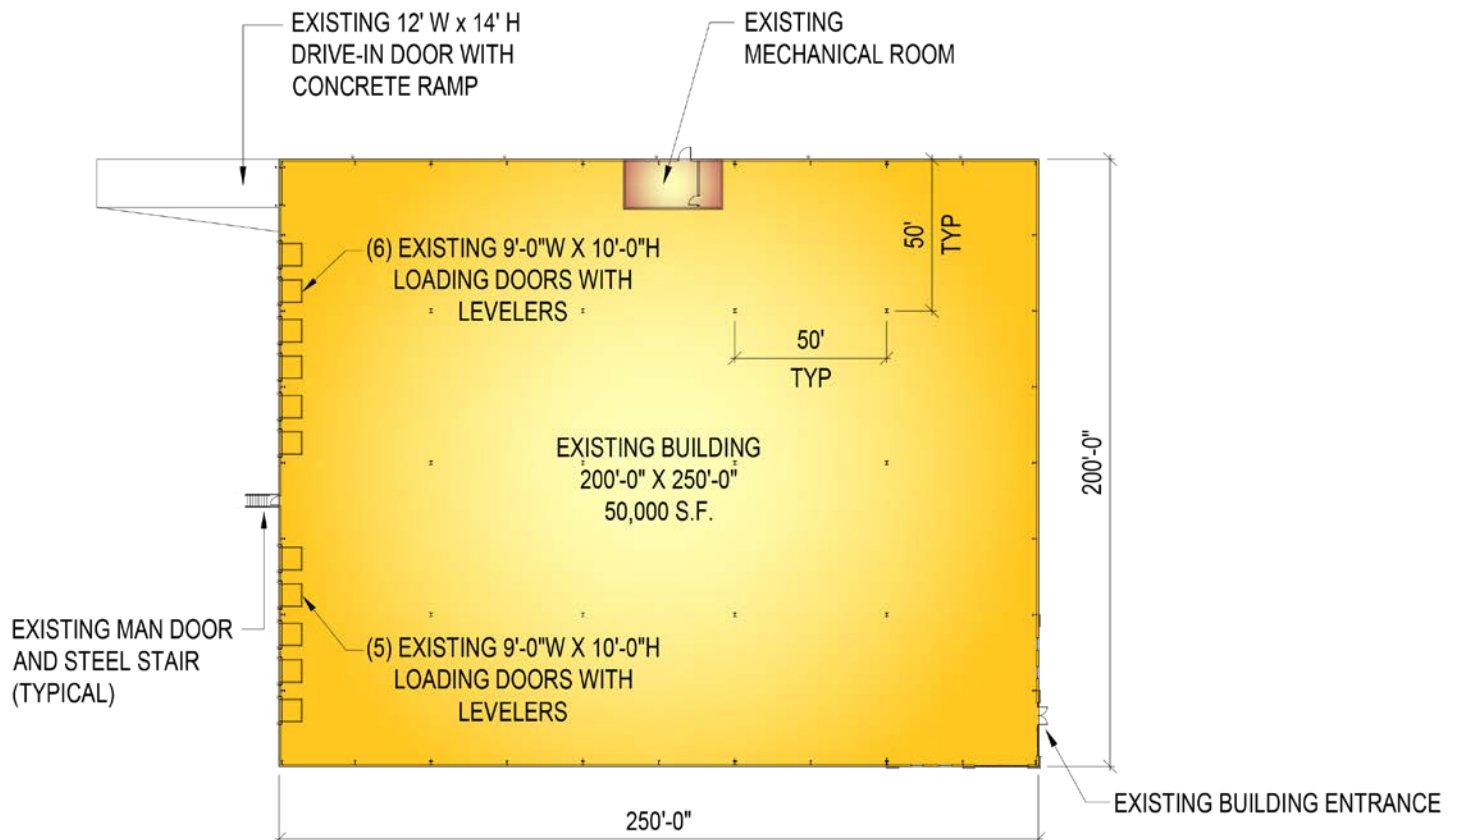 EXISTING 12' W x 14' H
DRIVE-IN DOOR WITH
CONCRETE RAMP
EXISTING
MECHANICAL ROOM
(6) EXISTING 9'-0"W X 10'-0"H
LOADING DOORS WITH
LEVELERS
50'
TYP
50'
TYP
EXISTING BUILDING
200'-0" X 250'-0"
50,000 S.F.
200'-0"
EXISTING MAN DOOR
AND STEEL STAIR
(TYPICAL)
(5) EXISTING 9'-0"W X 10'-0"H
LOADING DOORS WITH
LEVELERS
EXISTING BUILDING ENTRANCE
250'-0"